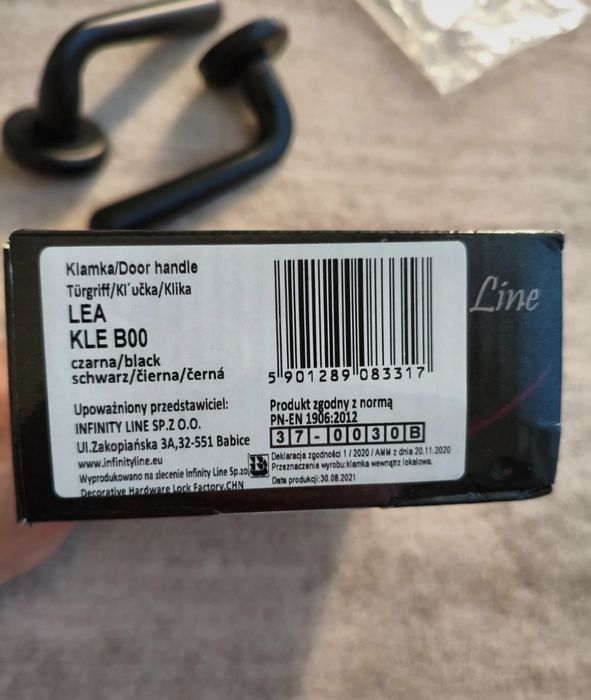 Klamka/Door handle
Türgriff/Kl'učka/Klika
LEA
KLE B00
czarna/black
schwarz/čierna/černá
Upoważniony przedstawiciel:
INFINITY LINE SP.Z O.O.
Ul.Zakopiańska 3A,32-551 Babice
www.infinityline.eu
Wyprodukowano na zlecenie Infinity Line Sp.zo
Decorative Hardware Lock Factory.CHN
5 901289 083317
Produkt zgodny z normą
PN-EN 1906:2012
37-0030B
B
Deklaracja zgodności 1 / 2020 / AMM z dnia 20.11.2020
Przeznaczenie wyrobu:klamka wewnątrz lokalowa.
Data produkcji:30.08.2021
Line